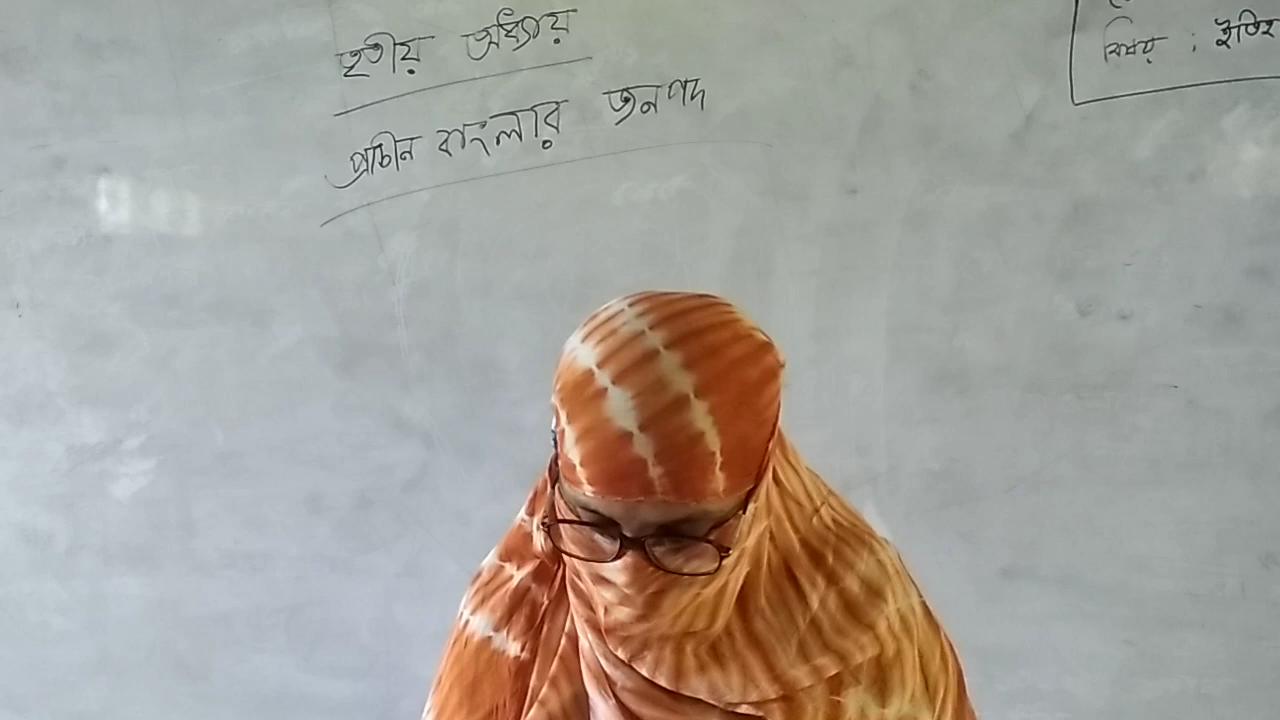 তৃতীয় অধ্যায়
প্রাচীন বাংলার জনপদ
বিষয় : ইতিহ